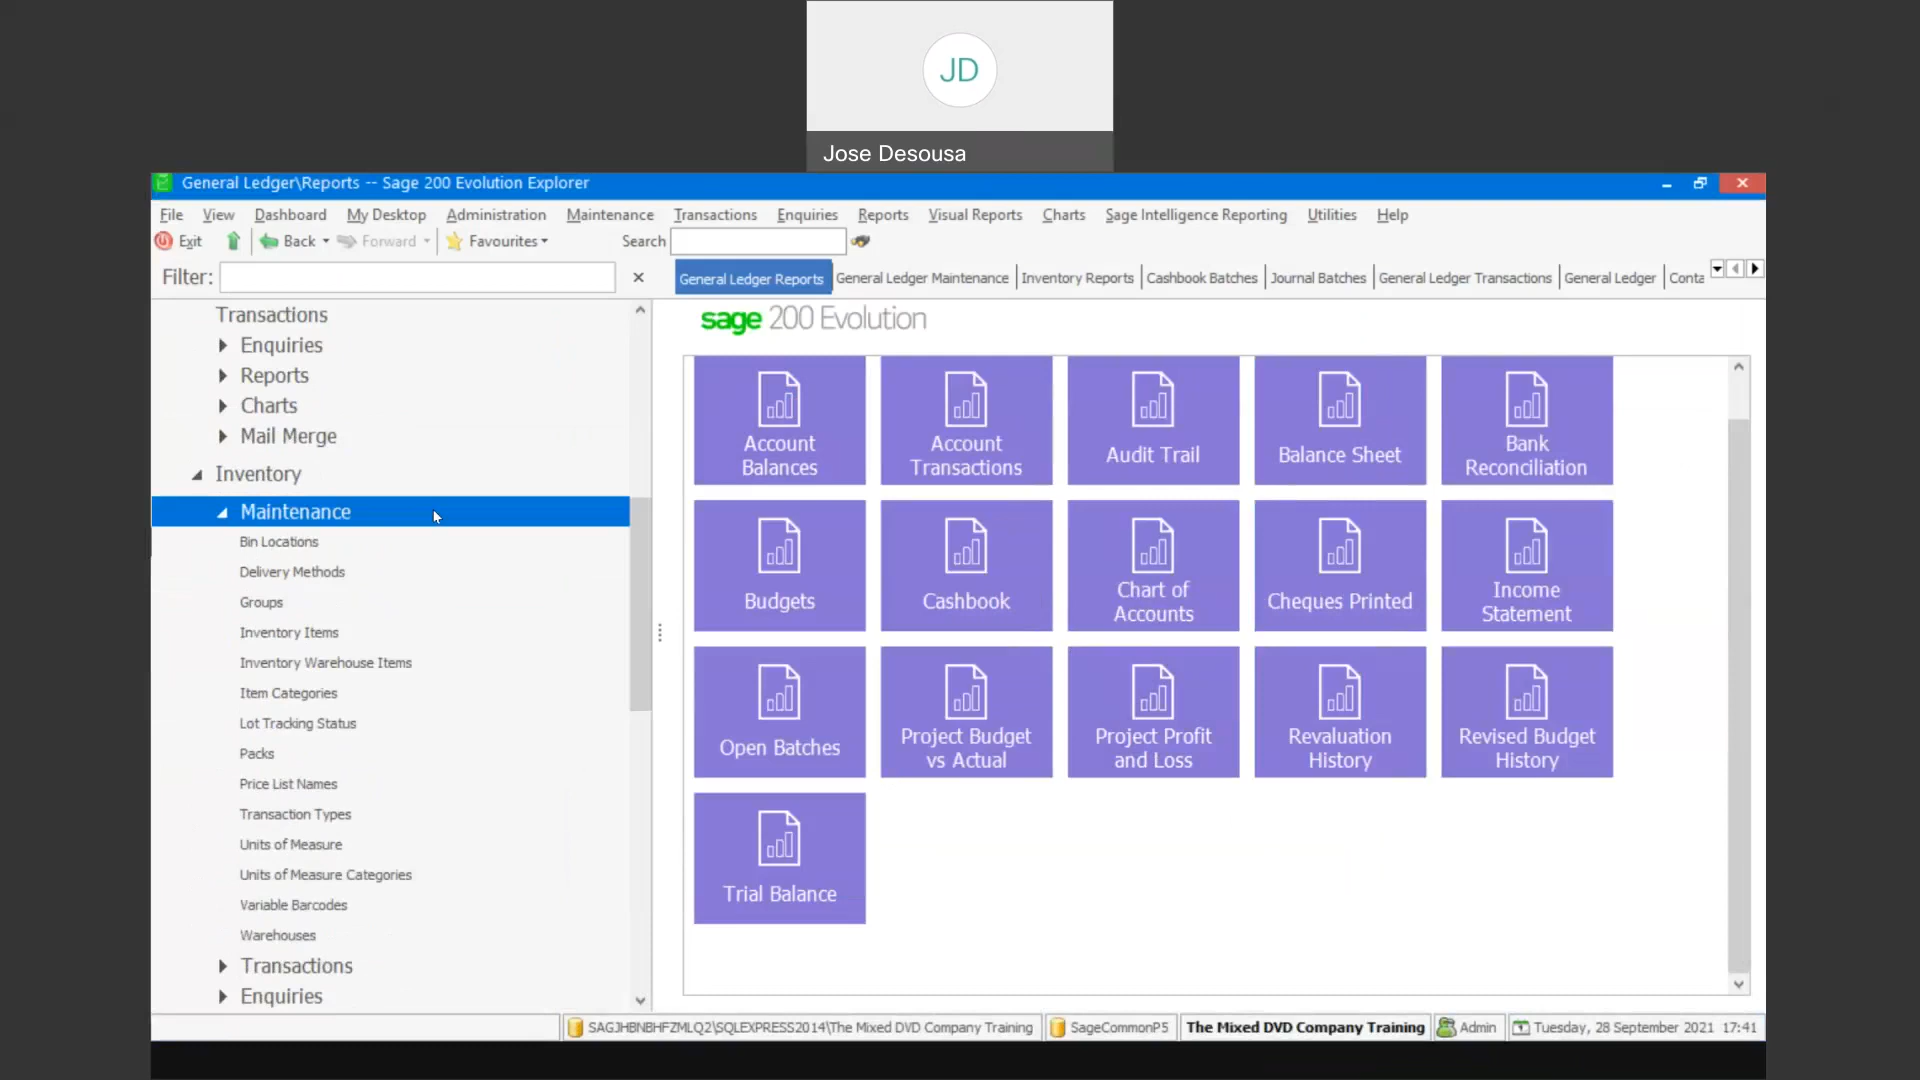 JD
Jose Desousa
General Ledger\Reports -- Sage 200 Evolution Explorer
File View Dashboard My Desktop Administration Maintenance Transactions Enquiries Reports Visual Reports Charts Sage Intelligence Reporting Utilities Help
Exit Back Forward Favourites Search
Filter:
General Ledger Reports General Ledger Maintenance Inventory Reports Cashbook Batches Journal Batches General Ledger Transactions General Ledger Conta
sage 200 Evolution
Transactions
Enquiries
Reports
Charts
Mail Merge
Inventory
Maintenance
Bin Locations
Delivery Methods
Groups
Inventory Items
Inventory Warehouse Items
Item Categories
Lot Tracking Status
Packs
Price List Names
Transaction Types
Units of Measure
Units of Measure Categories
Variable Barcodes
Warehouses
Transactions
Enquiries
Account
Balances
Account
Transactions
Audit Trail
Balance Sheet
Bank
Reconciliation
Budgets
Cashbook
Chart of
Accounts
Cheques Printed
Income
Statement
Open Batches
Project Budget
vs Actual
Project Profit
and Loss
Revaluation
History
Revised Budget
History
Trial Balance
SAGJHBNBHFZMLQ2\SQLEXPRESS2014\The Mixed DVD Company Training SageCommonP5 The Mixed DVD Company Training Admin Tuesday, 28 September 2021 17:41